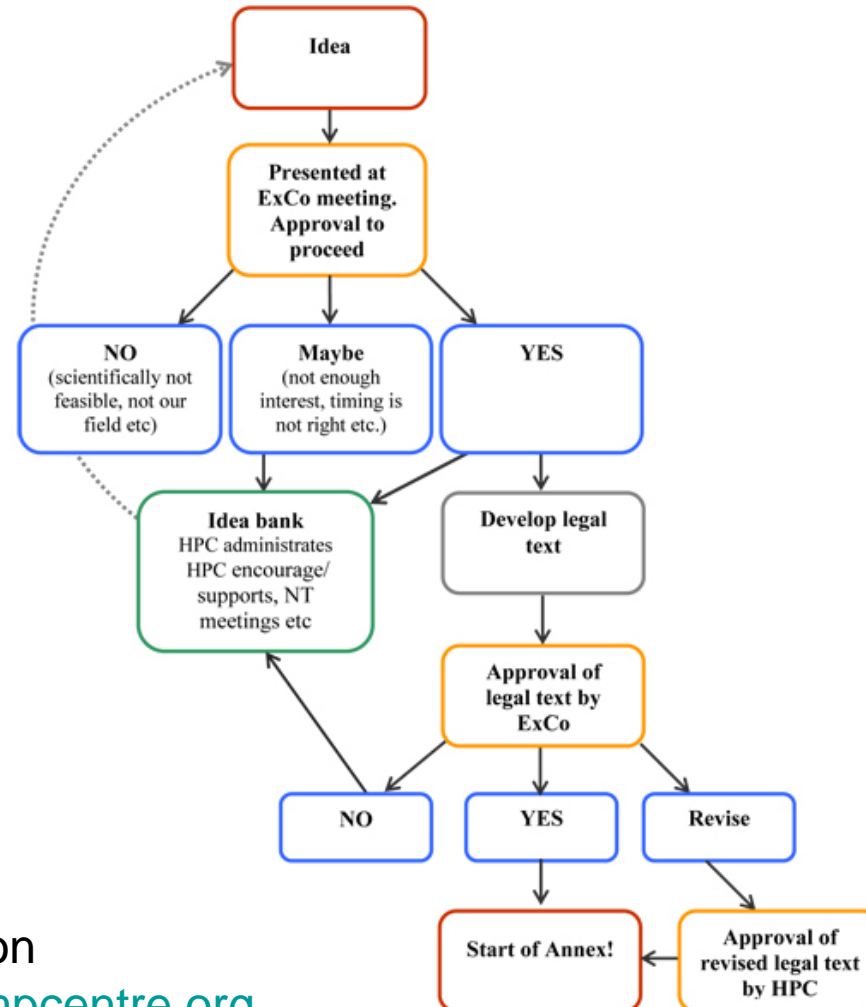 Idea
Presented at
ExCo meeting.
Approval to
proceed
NO
(scientifically not
feasible, not our
field etc)
Maybe
(not enough
interest, timing is
not right etc.)
YES
Idea bank
HPC administrates
HPC encourage/
supports, NT
meetings etc
Develop legal
text
Approval of
legal text by
ExCo
NO
YES
Revise
Start of Annex!
Approval of
revised legal text
by HPC
on